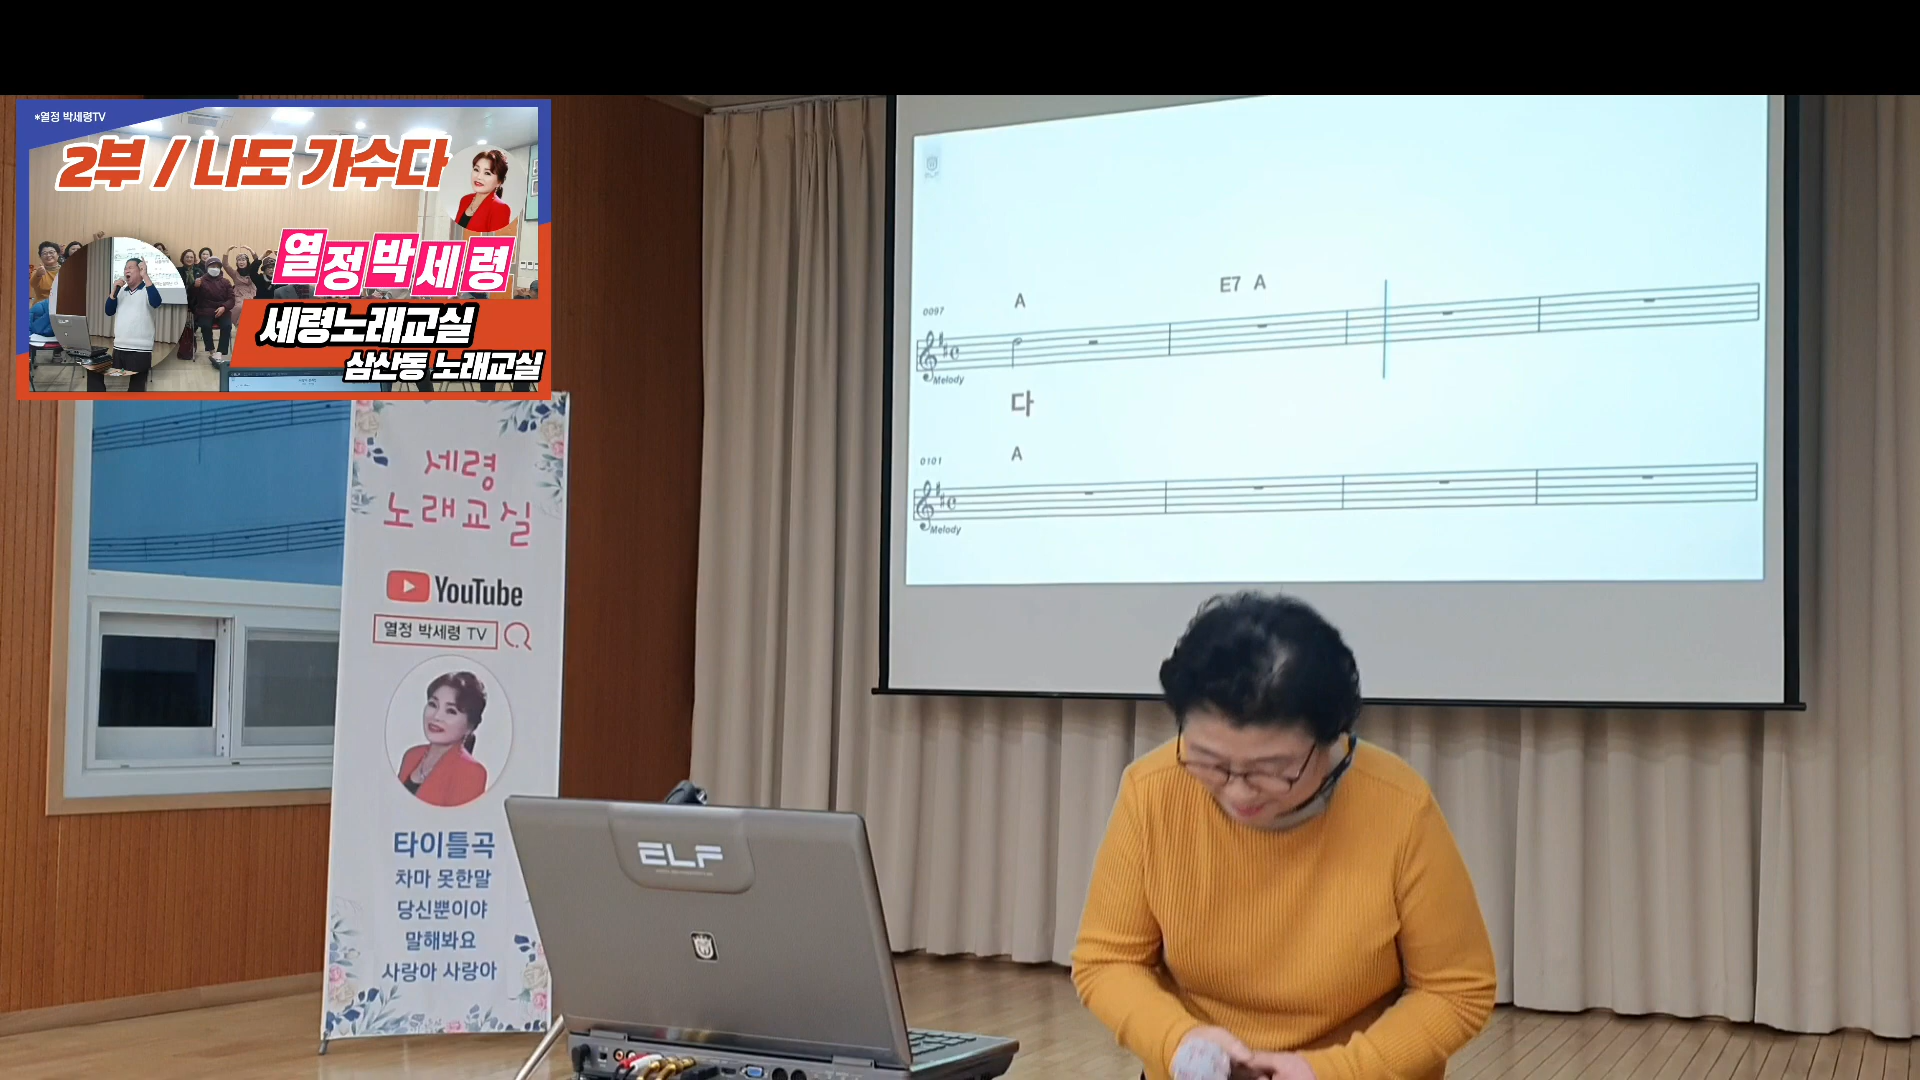 *열정 박세령TV
2부 / 나도 가수다
열정박세령
세령노래교실
삼산동 노래교실
세령
노래교실
YouTube
열정 박세령 TV
타이틀곡
차마 못한말
당신뿐이야
말해봐요
사랑아 사랑아
ELF
A
E7 A
0097
Melody
다
A
0101
Melody
ELF